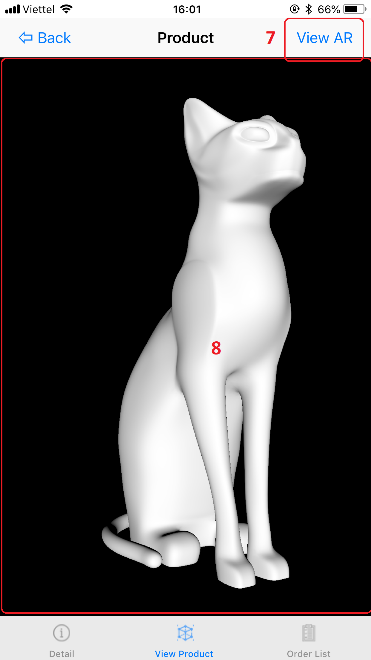 Viettel 16:01 66%
Back Product 7 View AR
8
Detail View Product Order List